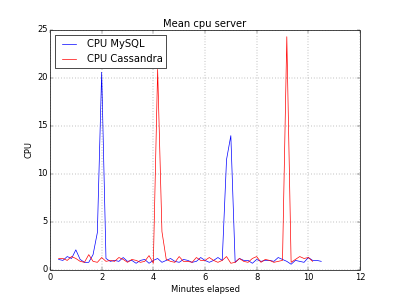 Mean cpu server
25
20
15
10
5
0
CPU
CPU MySQL
CPU Cassandra
0 2 4 6 8 10 12
Minutes elapsed